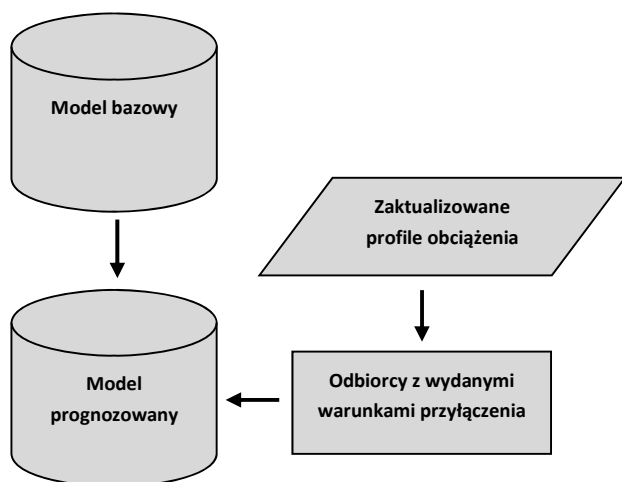 Model bazowy
Zaktualizowane
profile obciążenia
Model
prognozowany
Odbiorcy z wydanymi
warunkami przyłączenia